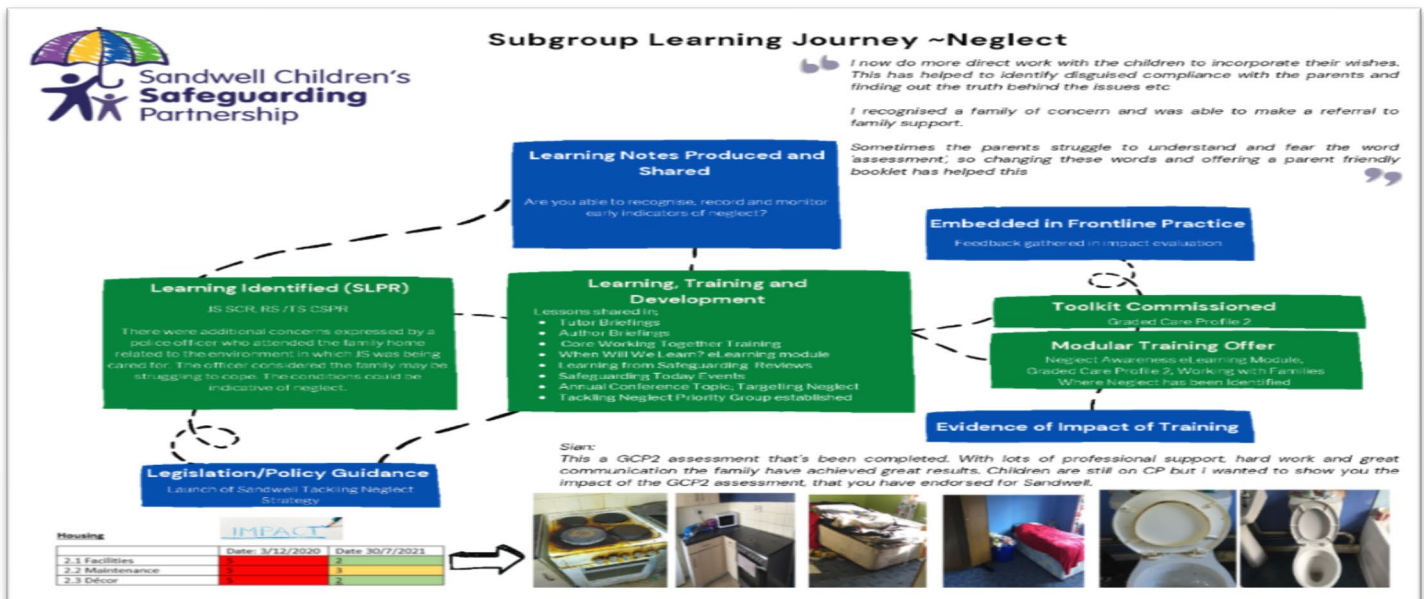 Sandwell Children's
Safeguarding
Partnership
Subgroup Learning Journey ~Neglect
I now do more direct work with the children to incorporate their wishes.
This has helped to identify disguised compliance with the parents and
finding out the truth behind the issues etc
I recognised a family of concern and was able to make a referral to
family support.
Sometimes the parents struggle to understand and fear the word
'assessment', so changing these words and offering a parent friendly
booklet has helped this
Learning Notes Produced and
Shared
Are you able to recognise, record and monitor
early indicators of neglect?
Embedded in Frontline Practice
Feedback gathered in impact evaluation
Learning Identified (SLPR)
JS SCR, RS /TS CSPR
There were additional concerns expressed by a
police officer who attended the family home
related to the environment in which JS was being
cared for. The officer considered the family may be
struggling to cope. The conditions could be
indicative of neglect.
Learning, Training and
Development
Lessons shared in;
• Tutor Briefings
• Author Briefings
• Core Working Together Training
• When Will We Learn? eLearning module
• Learning from Safeguarding Reviews
• Safeguarding Today Events
• Annual Conference Topic, Targeting Neglect
• Tackling Neglect Priority Group established
Toolkit Commissioned
Graded Care Profile 2
Modular Training Offer
Neglect Awareness eLearning Module,
Graded Care Profile 2, Working with Families
Where Neglect has been Identified
Evidence of Impact of Training
Legislation/Policy Guidance
Launch of Sandwell Tackling Neglect
Strategy
Sian:
This a GCP2 assessment that's been completed. With lots of professional support, hard work and great
communication the family have achieved great results. Children are still on CP but I wanted to show you the
impact of the GCP2 assessment, that you have endorsed for Sandwell.
IMPACT
Housing
Date: 3/12/2020 Date 30/7/2021
2.1 Facilities 5 2
2.2 Maintenance 5 3
2.3 Décor 5 2